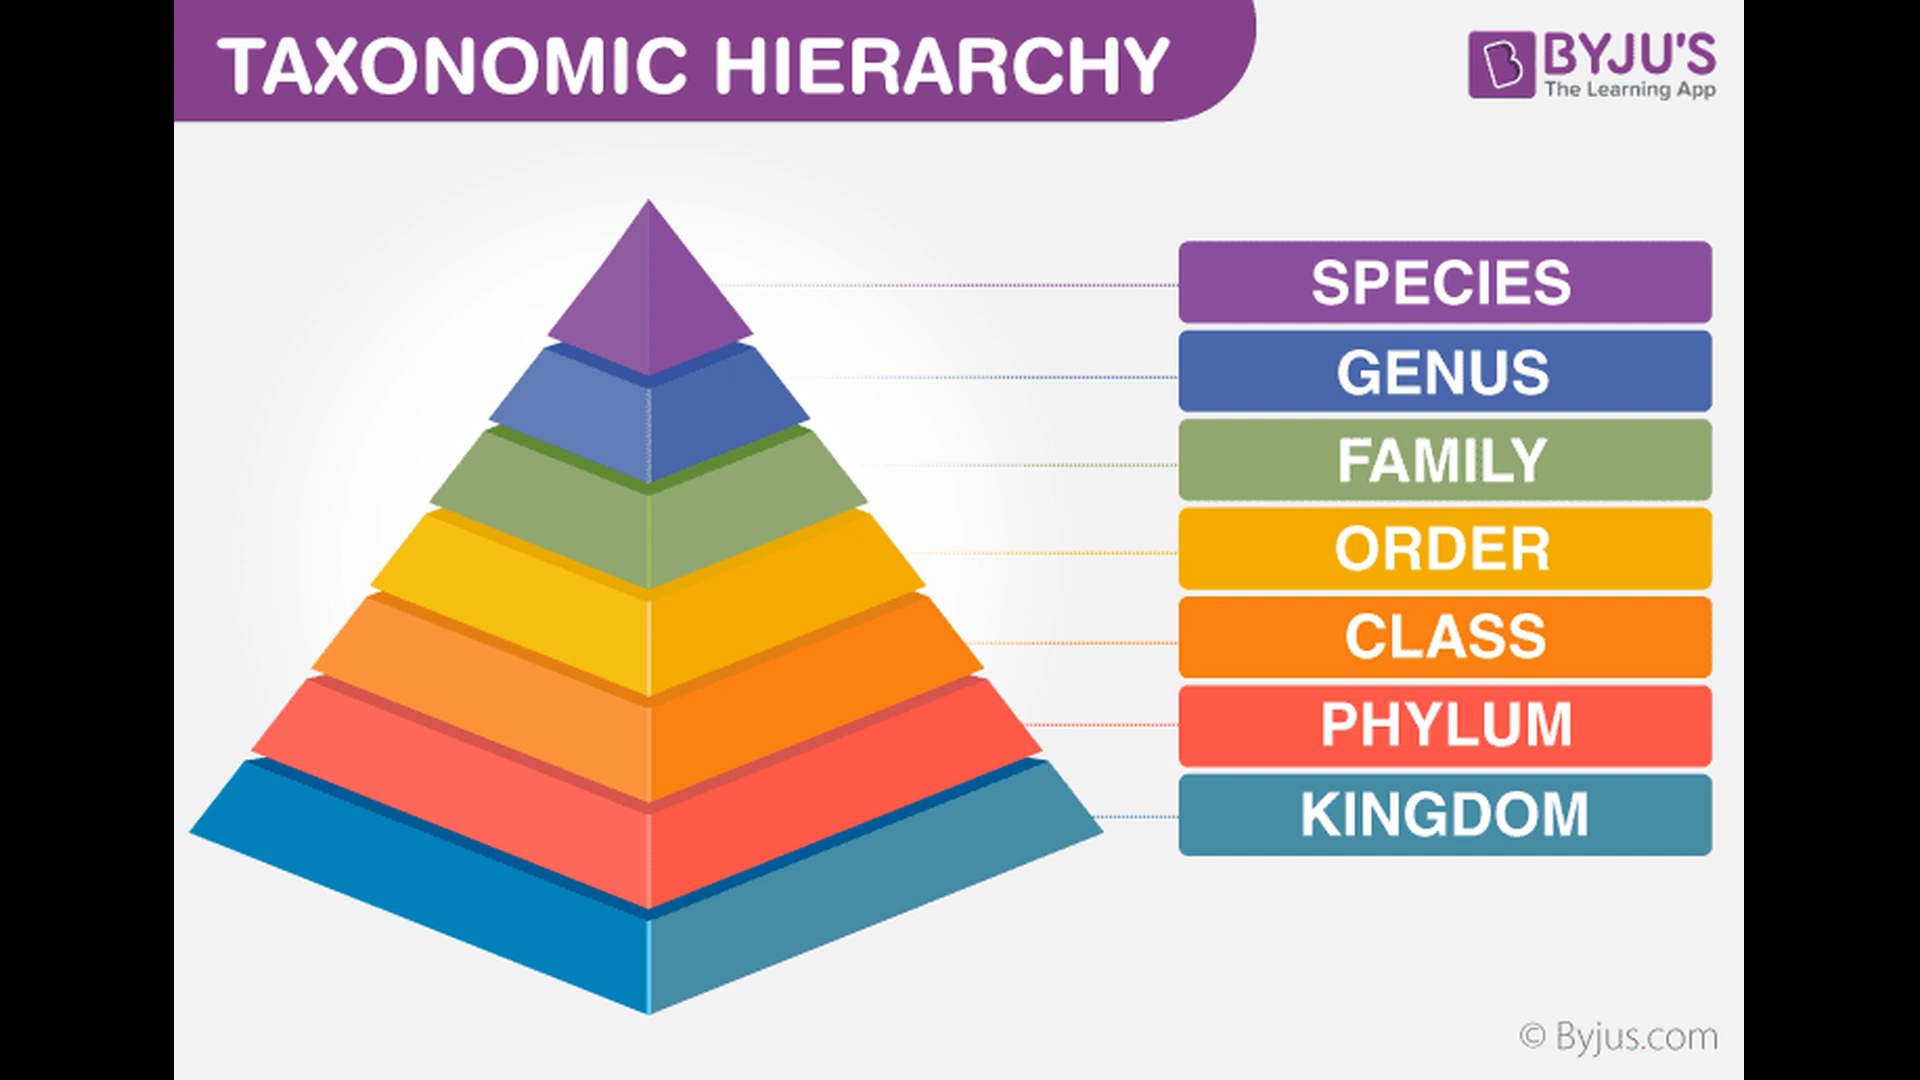 TAXONOMIC HIERARCHY
BYJU'S
The Learning App
SPECIES
GENUS
FAMILY
ORDER
CLASS
PHYLUM
KINGDOM
© Byjus.com